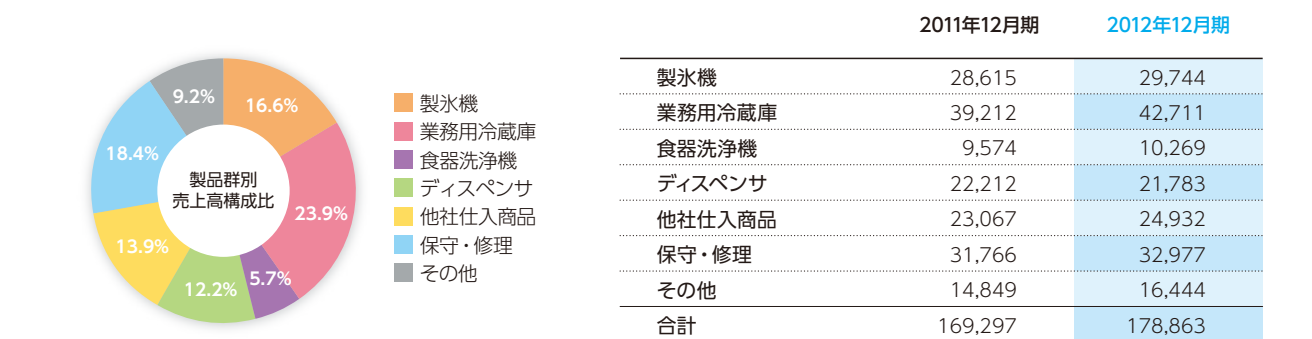 9.2%
16.6%
18.4%
23.9%
13.9%
12.2%
5.7%
製品群別
売上高構成比
製氷機
業務用冷蔵庫
食器洗浄機
ディスペンサ
他社仕入商品
保守・修理
その他
2011年12月期 2012年12月期
製氷機 28,615 29,744
業務用冷蔵庫 39,212 42,711
食器洗浄機 9,574 10,269
ディスペンサ 22,212 21,783
他社仕入商品 23,067 24,932
保守・修理 31,766 32,977
その他 14,849 16,444
合計 169,297 178,863